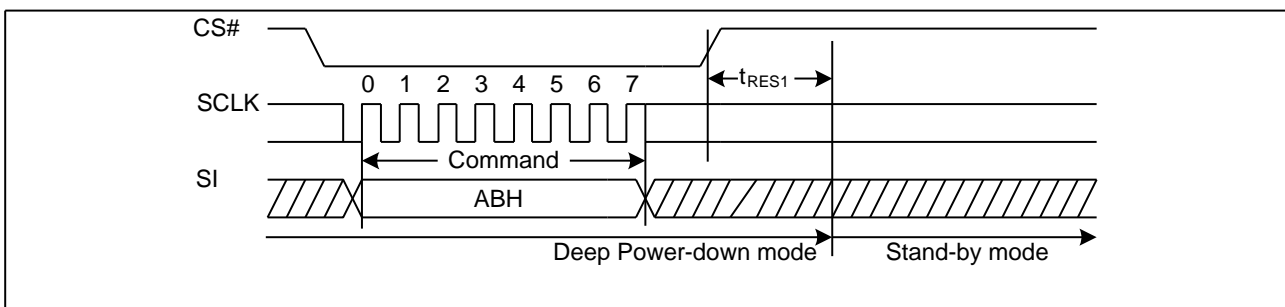 CS#
tRES1
0 1 2 3 4 5 6 7
SCLK
Command
SI
ABH
Deep Power-down mode Stand-by mode